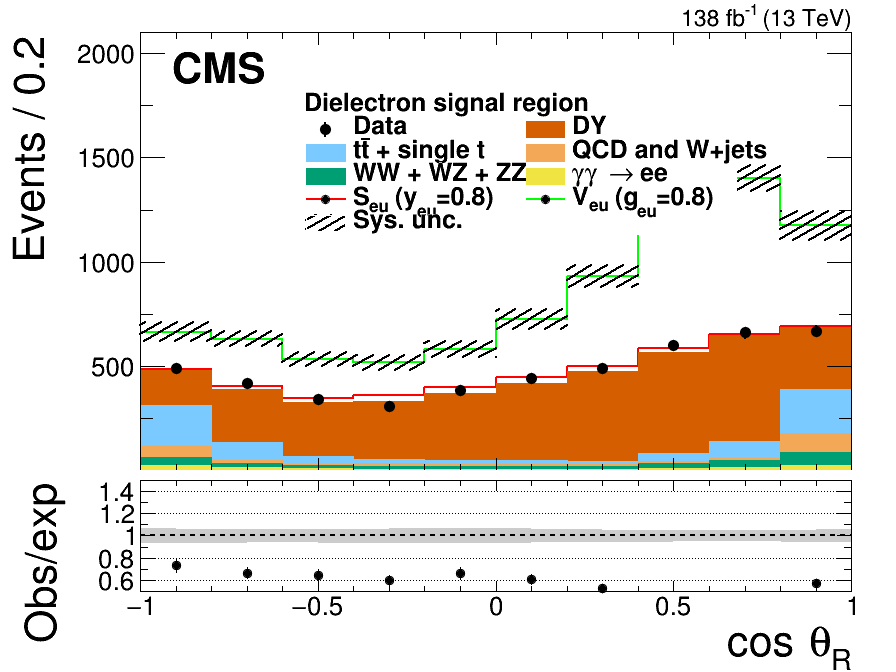 138 fb⁻¹ (13 TeV)
Events / 0.2
2000
1500
1000
500
CMS
Dielectron signal region
Data
DY
tt̄ + single t
QCD and W+jets
WW + WZ + ZZ
γγ → ee
S_eu (y_eu=0.8)
V_eu (g_eu=0.8)
Sys. unc.
Obs/exp
1.4
1.2
1
0.8
0.6
−1 −0.5 0 0.5 1
cos θ_R